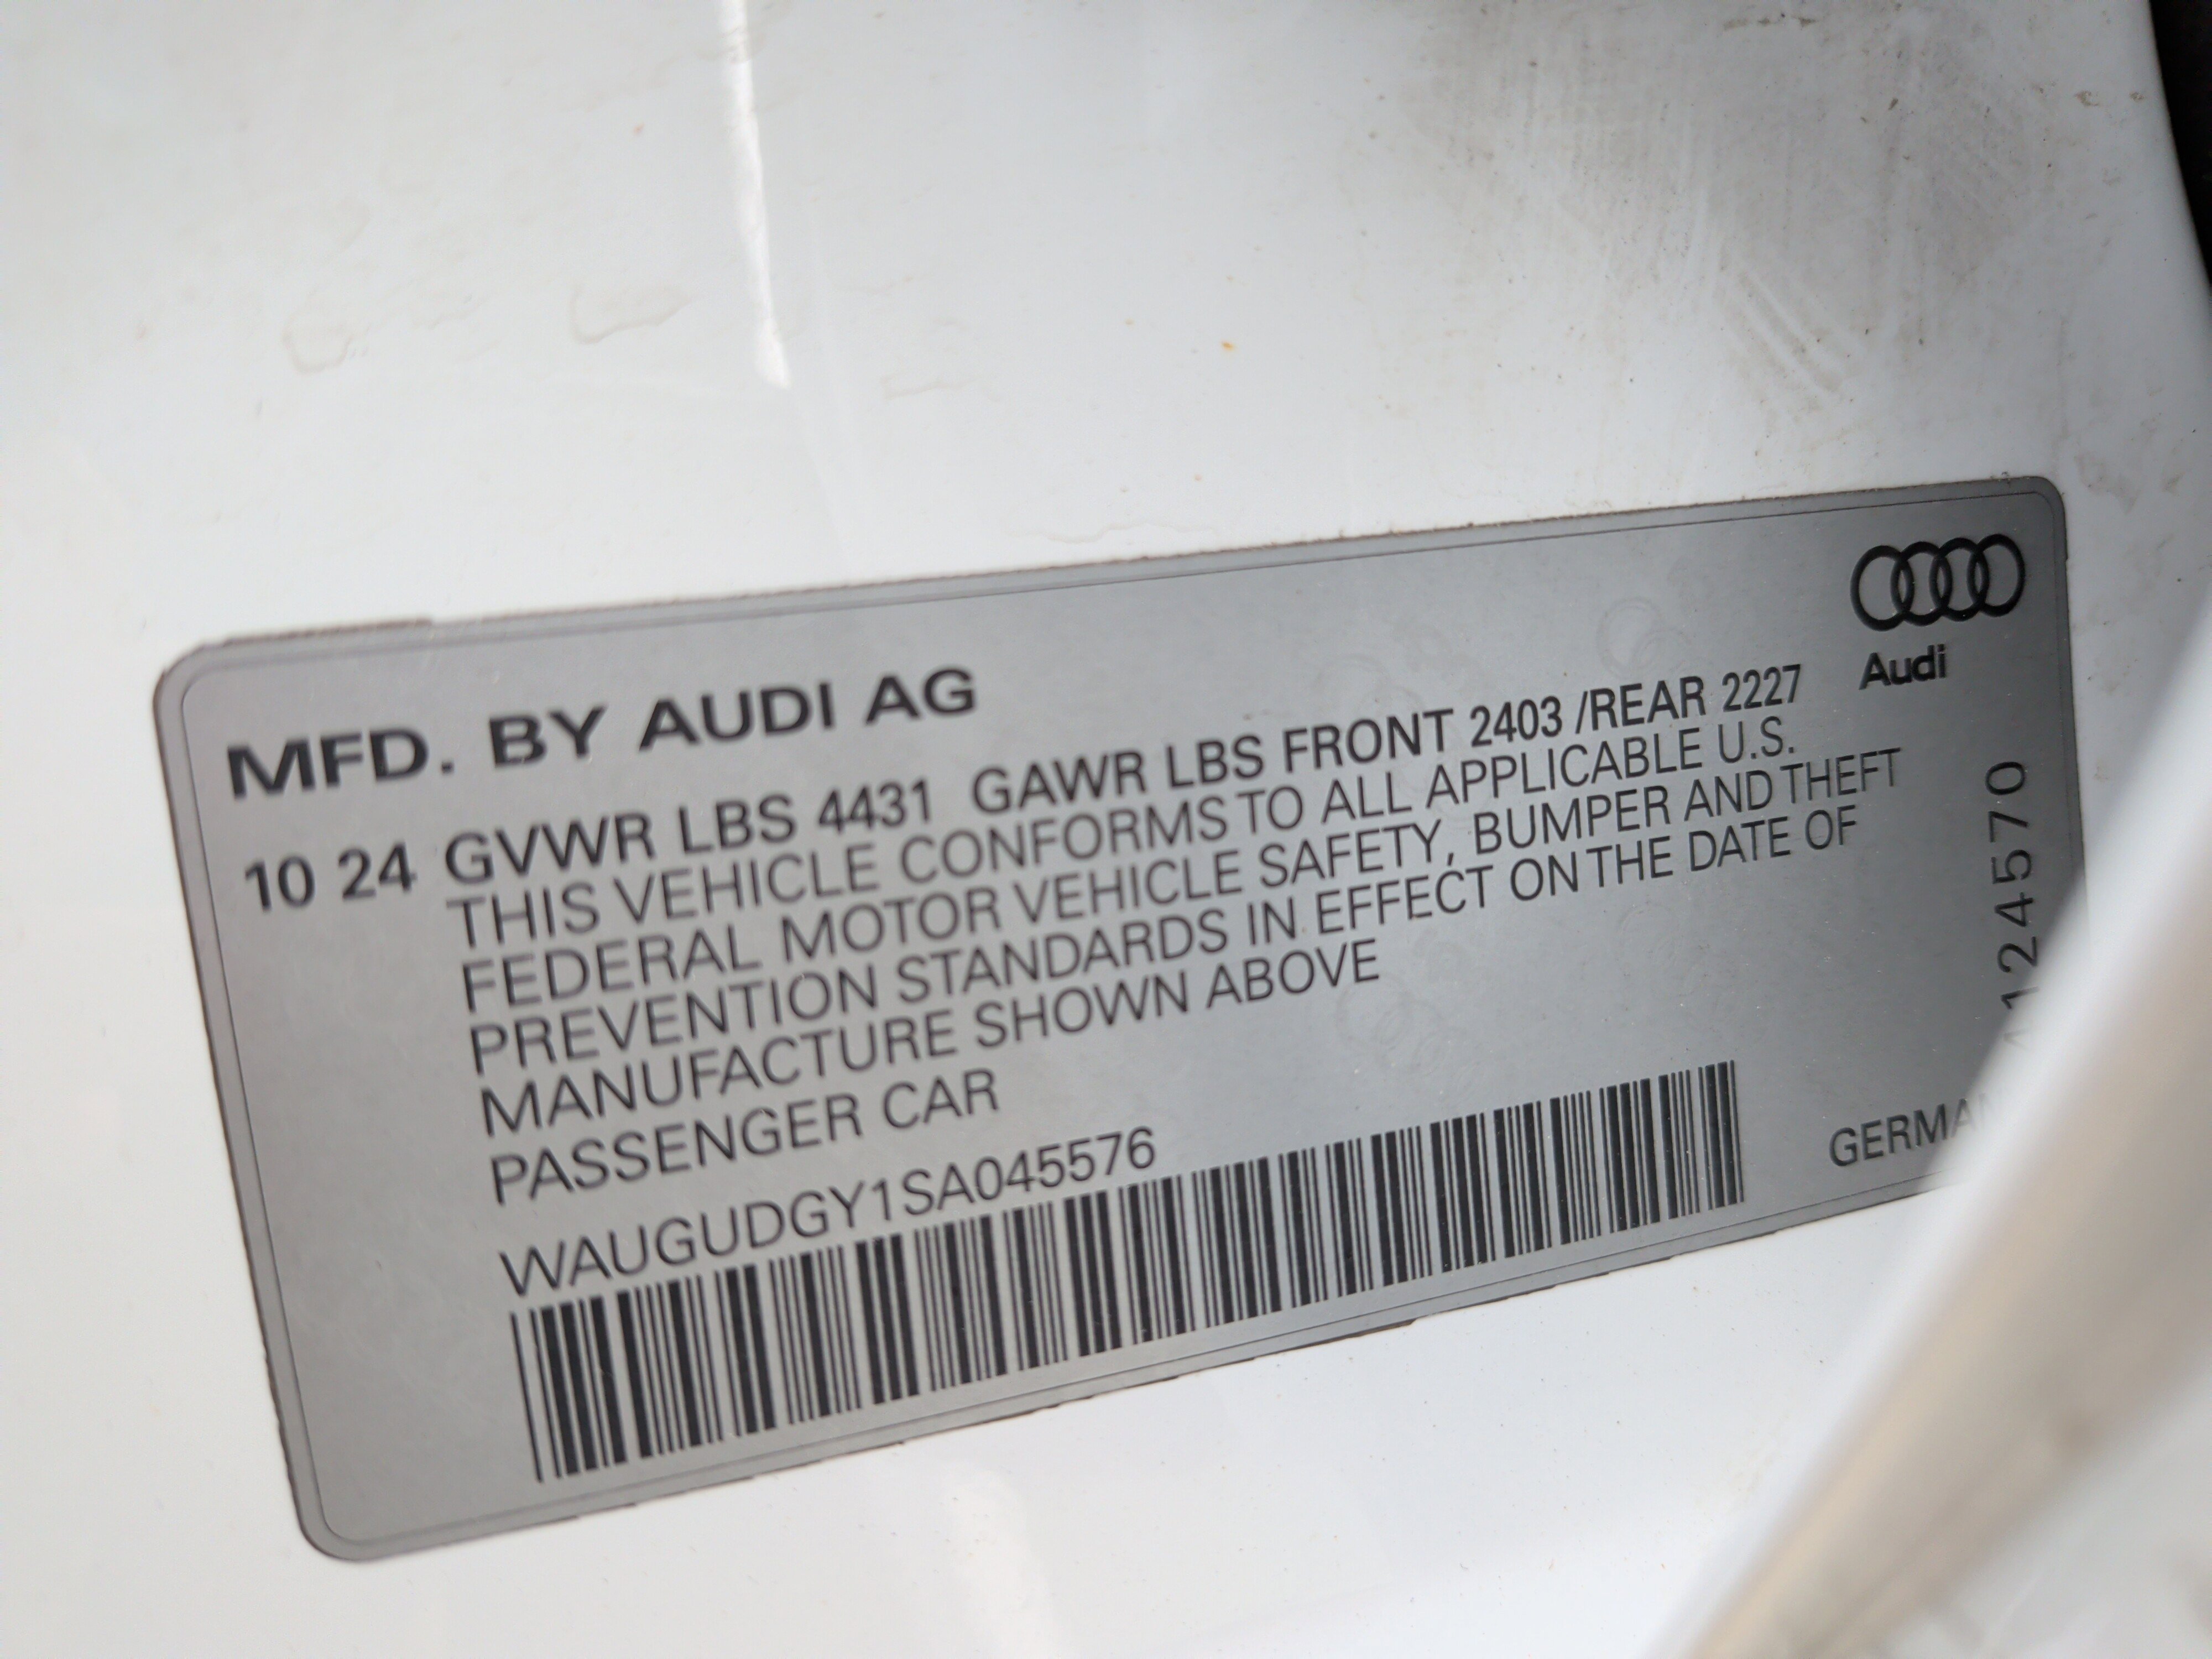 Audi
MFD. BY AUDI AG
10 24 GVWR LBS 4431 GAWR LBS FRONT 2403 /REAR 2227
THIS VEHICLE CONFORMS TO ALL APPLICABLE U.S.
FEDERAL MOTOR VEHICLE SAFETY, BUMPER AND THEFT
PREVENTION STANDARDS IN EFFECT ON THE DATE OF
MANUFACTURE SHOWN ABOVE
PASSENGER CAR
WAUGUDGY1SA045576